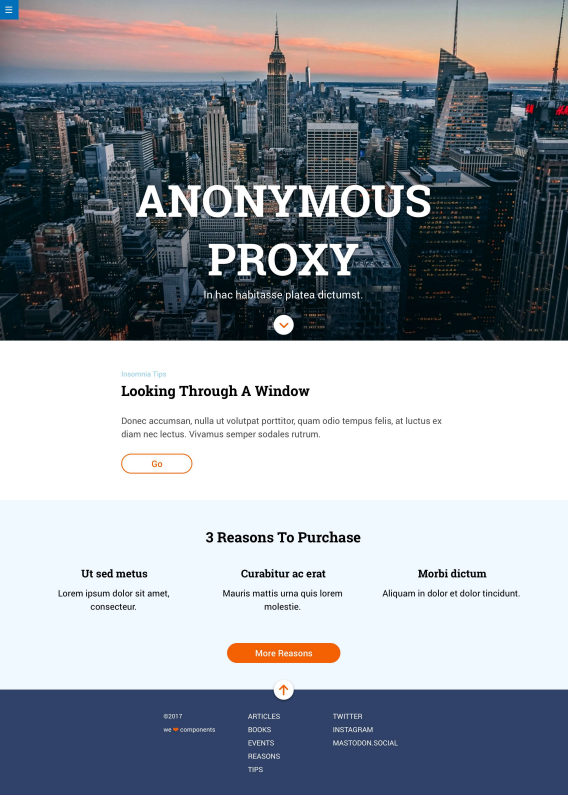 ANONYMOUS
PROXY
In hac habitasse platea dictumst.
Insomnia Tips
Looking Through A Window
Donec accumsan, nulla ut volutpat porttitor, quam odio tempus felis, at luctus ex
diam nec lectus. Vivamus semper sodales rutrum.
Go
3 Reasons To Purchase
Ut sed metus
Lorem ipsum dolor sit amet,
consecteur.
Curabitur ac erat
Mauris mattis urna quis lorem
molestie.
Morbi dictum
Aliquam in dolor et dolor tincidunt.
More Reasons
©2017
we ❤ components
ARTICLES
BOOKS
EVENTS
REASONS
TIPS
TWITTER
INSTAGRAM
MASTODON.SOCIAL